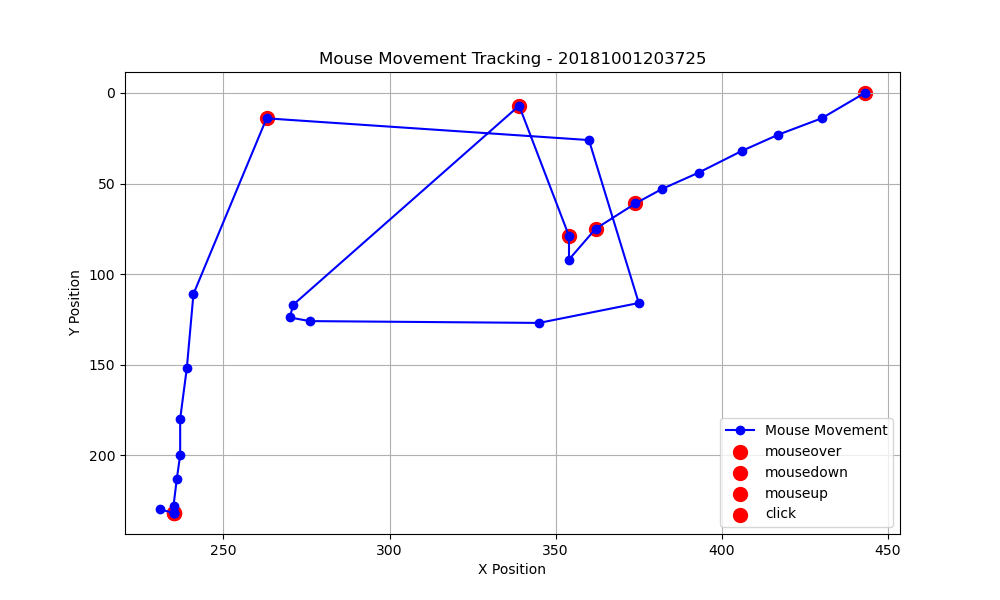 Mouse Movement Tracking - 20181001203725
Y Position
0
50
100
150
200
250
300
350
400
450
X Position
Mouse Movement
mouseover
mousedown
mouseup
click